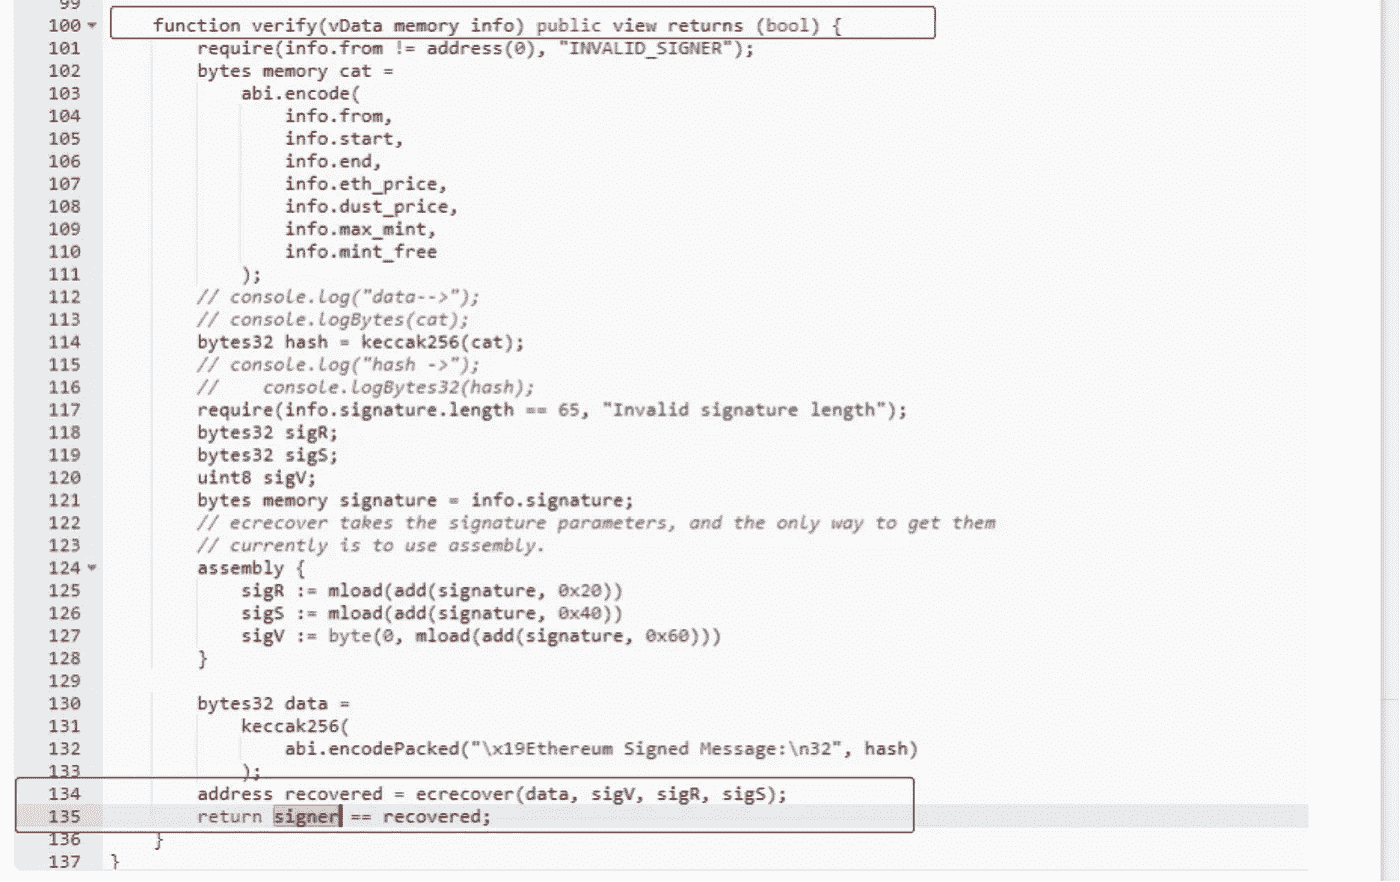 99
100 function verify(vData memory info) public view returns (bool) {
101 require(info.from != address(0), "INVALID_SIGNER");
102 bytes memory cat =
103 abi.encode(
104 info.from,
105 info.start,
106 info.end,
107 info.eth_price,
108 info.dust_price,
109 info.max_mint,
110 info.mint_free
111 );
112 // console.log("data-->");
113 // console.logBytes(cat);
114 bytes32 hash = keccak256(cat);
115 // console.log("hash ->");
116 //    console.logBytes32(hash);
117 require(info.signature.length == 65, "Invalid signature length");
118 bytes32 sigR;
119 bytes32 sigS;
120 uint8 sigV;
121 bytes memory signature = info.signature;
122 // ecrecover takes the signature parameters, and the only way to get them
123 // currently is to use assembly.
124 assembly {
125 sigR := mload(add(signature, 0x20))
126 sigS := mload(add(signature, 0x40))
127 sigV := byte(0, mload(add(signature, 0x60)))
128 }
129
130 bytes32 data =
131 keccak256(
132 abi.encodePacked("\x19Ethereum Signed Message:\n32", hash)
133 );
134 address recovered = ecrecover(data, sigV, sigR, sigS);
135 return signer == recovered;
136 }
137 }